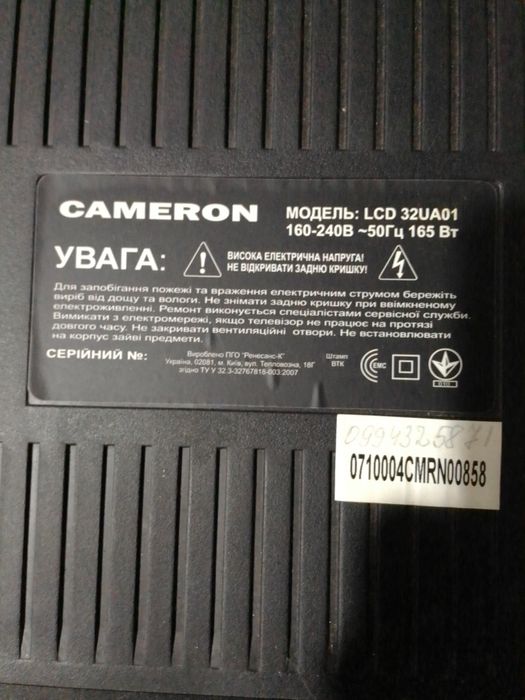 CAMERON
МОДЕЛЬ: LCD 32UA01
160-240В ~50Гц 165 Вт
УВАГА:
ВИСОКА ЕЛЕКТРИЧНА НАПРУГА!
НЕ ВІДКРИВАТИ ЗАДНЮ КРИШКУ!
Для запобігання пожежі та враження електричним струмом бережіть
виріб від дощу та вологи. Не знімати задню кришку при ввімкненому
електроживленні. Ремонт виконується спеціалістами сервісної служби.
Вимикати з електромережі, якщо телевізор не працює на протязі
довгого часу. Не закривати вентиляційні отвори. Не встановлювати
на корпус зайві предмети.
СЕРІЙНИЙ №:
Вироблено ПГО "Ренесанс-К"
Україна, 02081, м. Київ, вул. Тепловозна, 18Г
згідно ТУ У 32.3-32767818-003:2007
Штамп
ВТК
EMC
010
0994325871
0710004CMRN00858